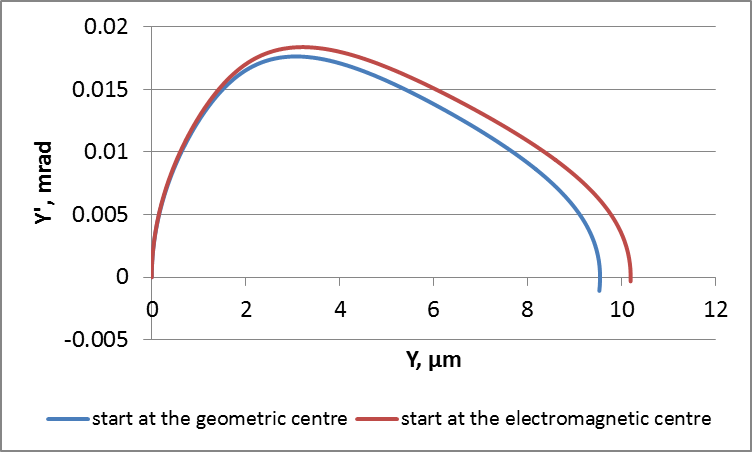 0.02
0.015
0.01
0.005
0
-0.005
Y', mrad
0 2 4 6 8 10 12
Y, μm
start at the geometric centre start at the electromagnetic centre